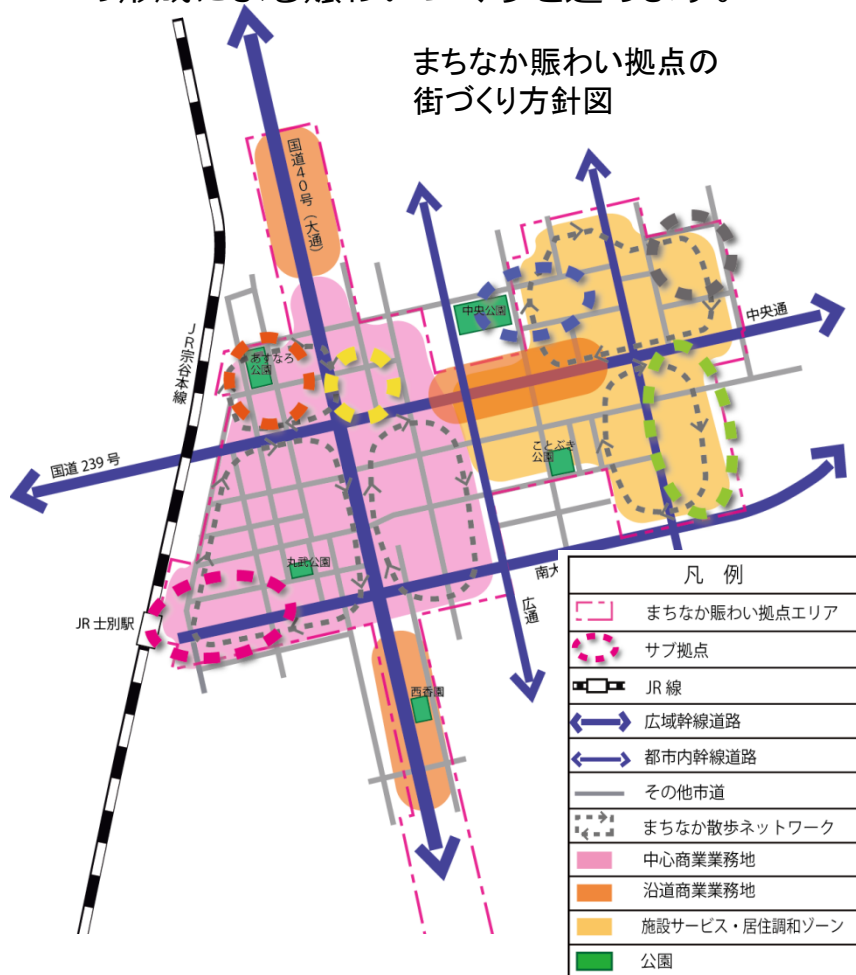 まちなか賑わい拠点の
街づくり方針図
国道40号(大通)
JR宗谷本線
中央公園
中央通
あすなろ
公園
国道 239 号
ことぶき
公園
丸武公園
南大
広通
JR 士別駅
西香園
凡 例
まちなか賑わい拠点エリア
サブ拠点
JR 線
広域幹線道路
都市内幹線道路
その他市道
まちなか散歩ネットワーク
中心商業業務地
沿道商業業務地
施設サービス・居住調和ゾーン
公園